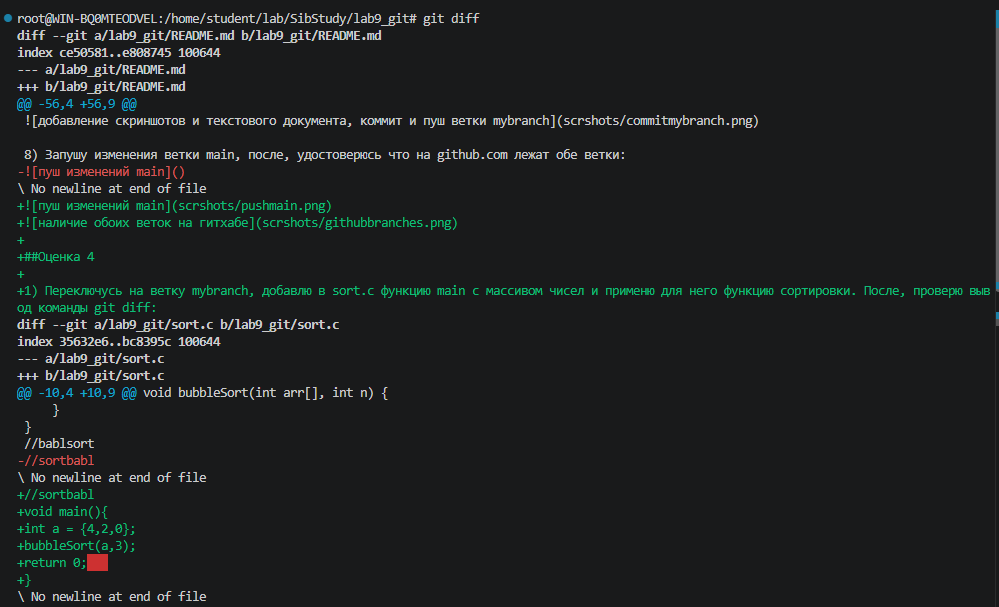 root@WIN-BQ0MTEODVEL:/home/student/lab/SibStudy/lab9_git# git diff
diff --git a/lab9_git/README.md b/lab9_git/README.md
index ce50581..e808745 100644
--- a/lab9_git/README.md
+++ b/lab9_git/README.md
@@ -56,4 +56,9 @@
 ![добавление скриншотов и текстового документа, коммит и пуш ветки mybranch](scrshots/commitmybranch.png)
 8) Запушу изменения ветки main, после, удостоверюсь что на github.com лежат обе ветки:
-![пуш изменений main]()
\ No newline at end of file
+![пуш изменений main](scrshots/pushmain.png)
+![наличие обоих веток на гитхабе](scrshots/githubbranches.png)
+
+##Оценка 4
+
+1) Переключусь на ветку mybranch, добавлю в sort.c функцию main с массивом чисел и применю для него функцию сортировки. После, проверю выв
од команды git diff:
diff --git a/lab9_git/sort.c b/lab9_git/sort.c
index 35632e6..bc8395c 100644
--- a/lab9_git/sort.c
+++ b/lab9_git/sort.c
@@ -10,4 +10,9 @@ void bubbleSort(int arr[], int n) {
     }
 }
 //bablsort
-//sortbabl
\ No newline at end of file
+//sortbabl
+void main(){
+int a = {4,2,0};
+bubbleSort(a,3);
+return 0;
+}
\ No newline at end of file